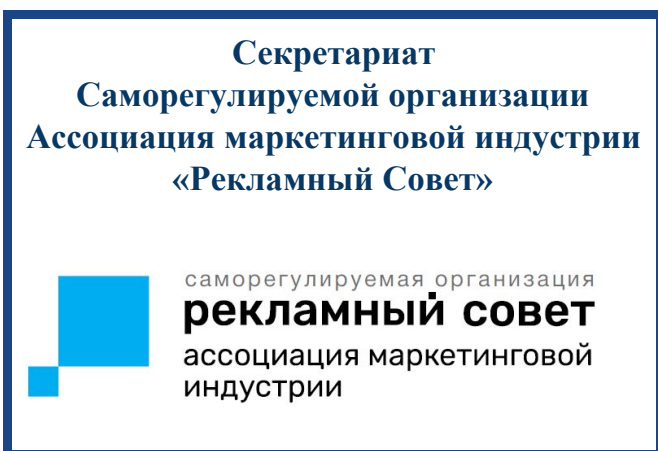 Секретариат
Саморегулируемой организации
Ассоциация маркетинговой индустрии
«Рекламный Совет»
саморегулируемая организация
рекламный совет
ассоциация маркетинговой
индустрии